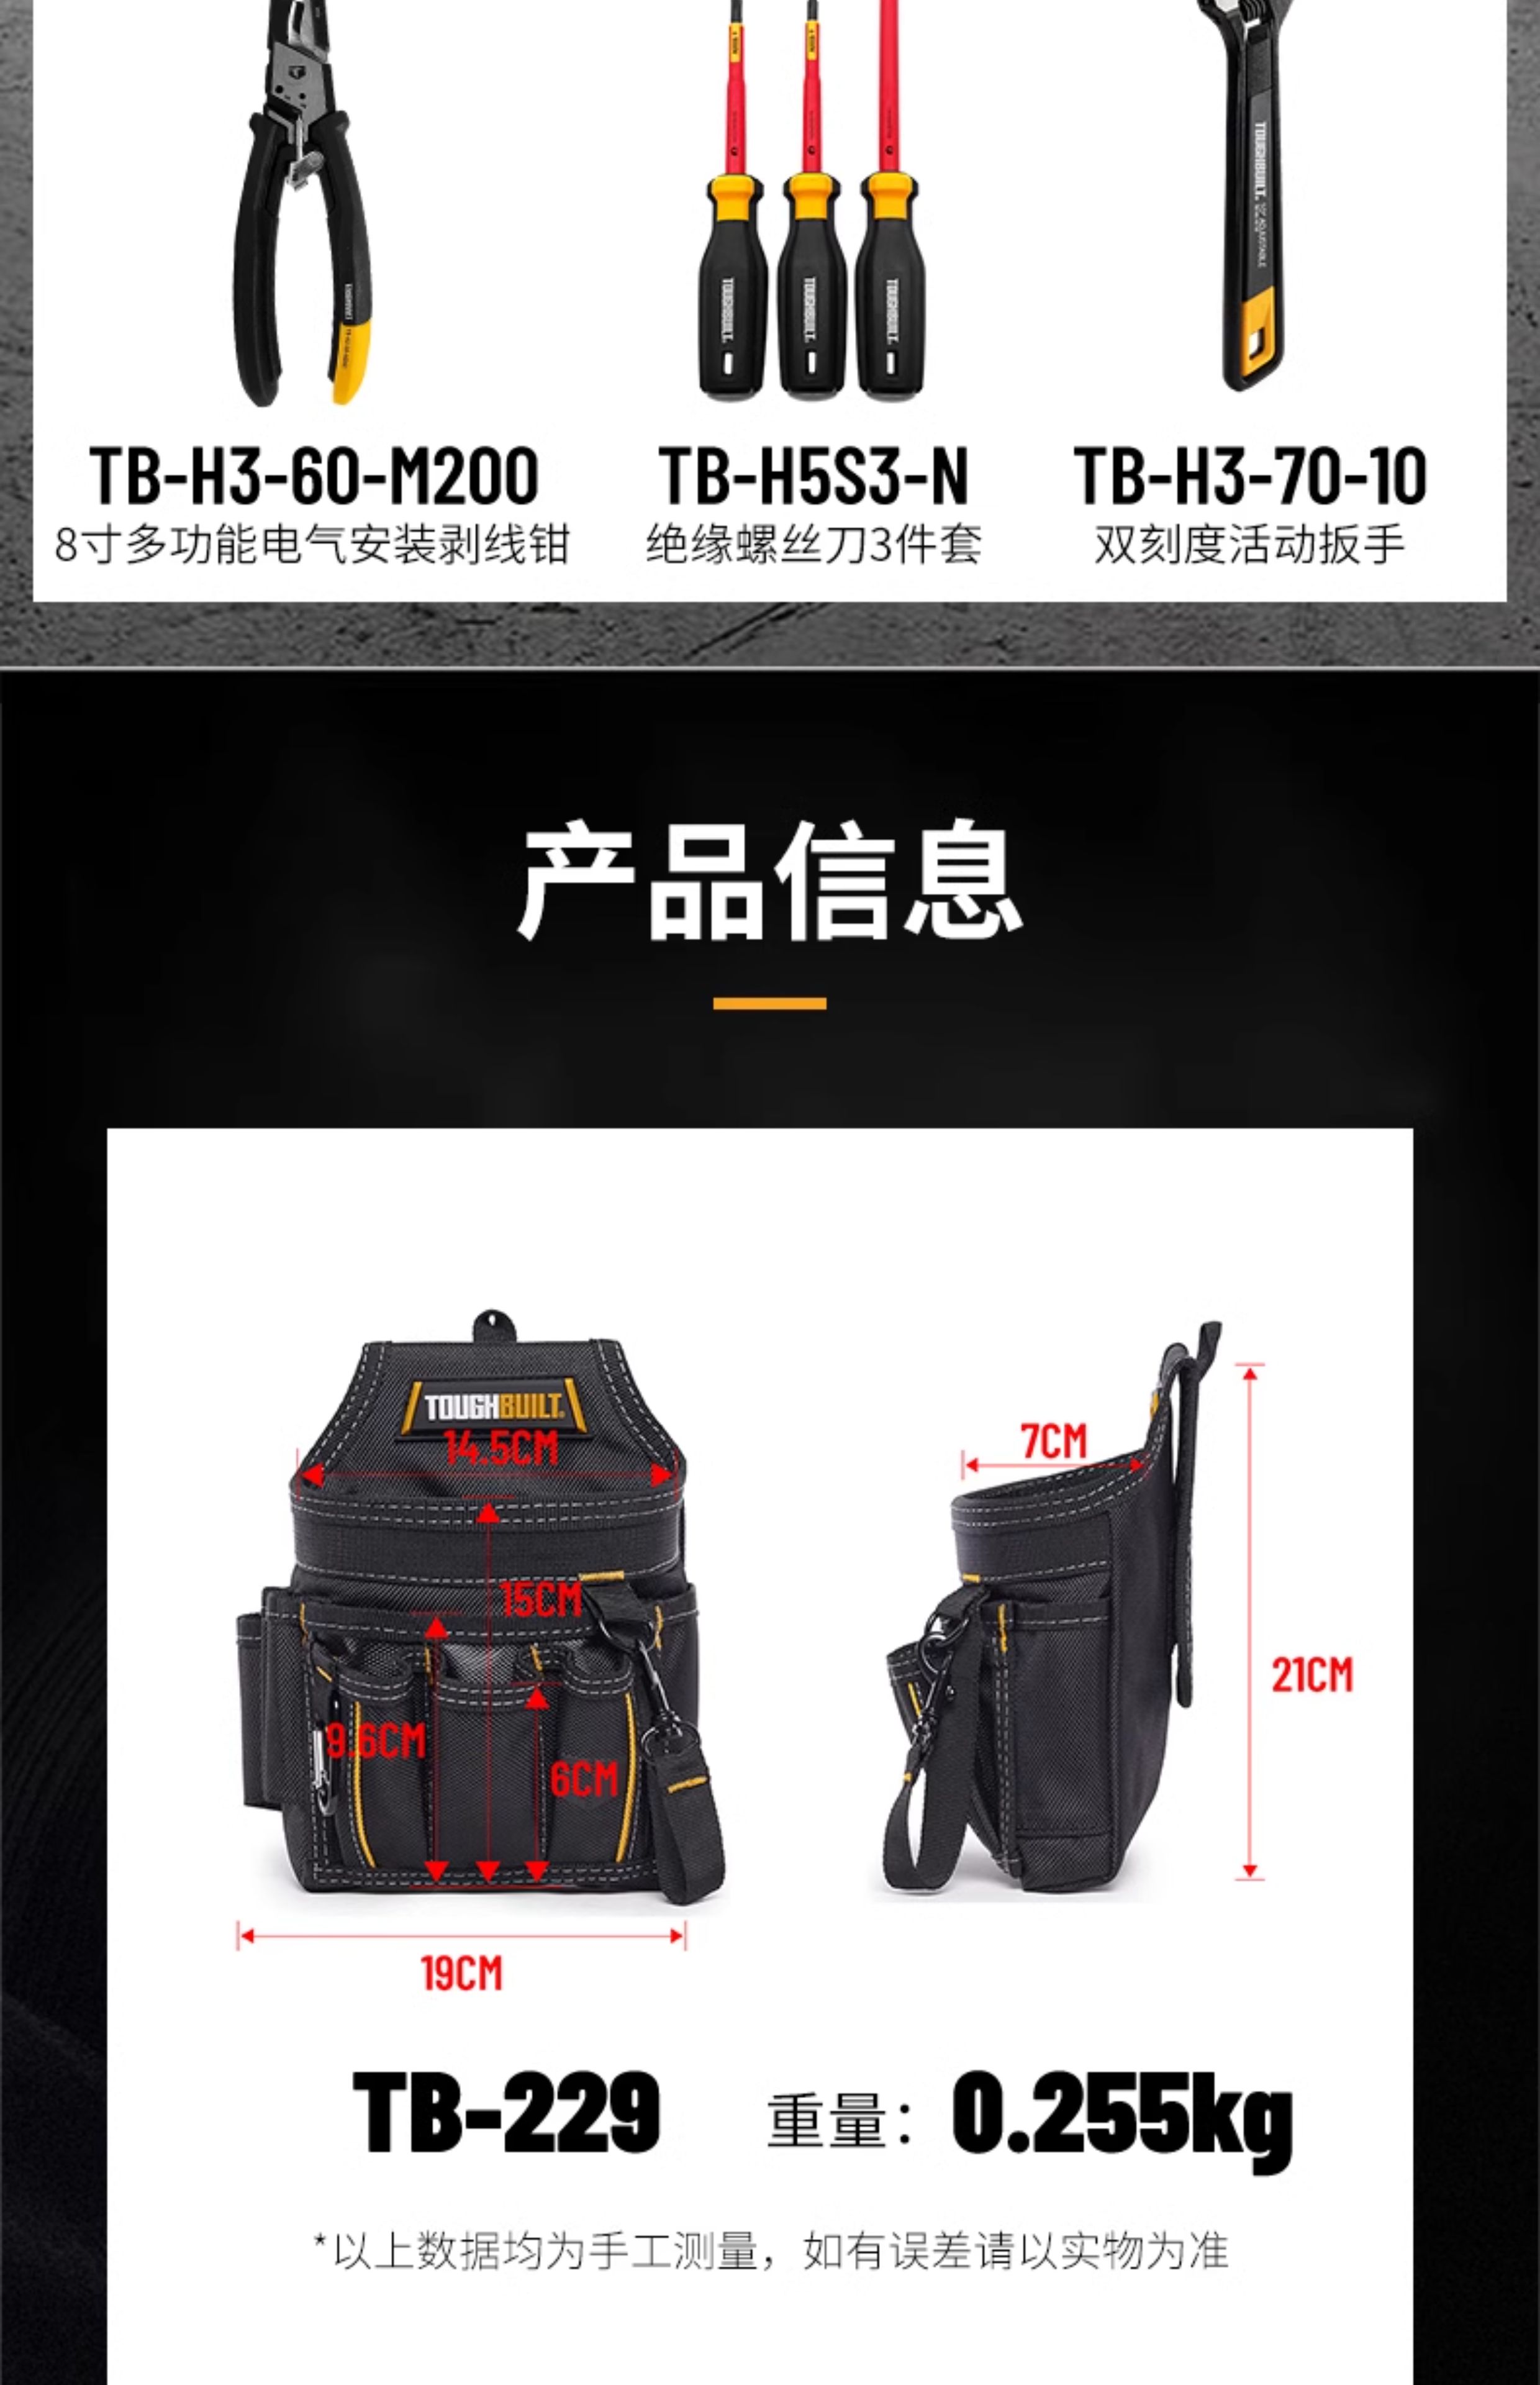 TOUGHBUILT.
TOUGHBUILT.
TOUGHBUILT.
TOUGHBUILT.
TB-H3-60-M200
TB-H5S3-N
TB-H3-70-10
8寸多功能电气安装剥线钳
绝缘螺丝刀3件套
双刻度活动扳手
产品信息
TOUGHBUILT.
14.5CM
7CM
15CM
21CM
9.6CM
6CM
19CM
TB-229
重量：0.255kg
*以上数据均为手工测量，如有误差请以实物为准